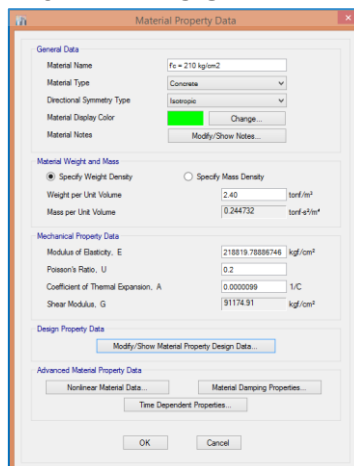 Material Property Data
General Data
Material Name f'c = 210 kg/cm2
Material Type Concrete
Directional Symmetry Type Isotropic
Material Display Color Change...
Material Notes Modify/Show Notes...
Material Weight and Mass
Specify Weight Density Specify Mass Density
Weight per Unit Volume 2.40 tonf/m³
Mass per Unit Volume 0.244732 tonf-s²/m⁴
Mechanical Property Data
Modulus of Elasticity, E 218819.78886746 kgf/cm²
Poisson's Ratio, U 0.2
Coefficient of Thermal Expansion, A 0.0000099 1/C
Shear Modulus, G 91174.91 kgf/cm²
Design Property Data
Modify/Show Material Property Design Data...
Advanced Material Property Data
Nonlinear Material Data... Material Damping Properties...
Time Dependent Properties...
OK Cancel